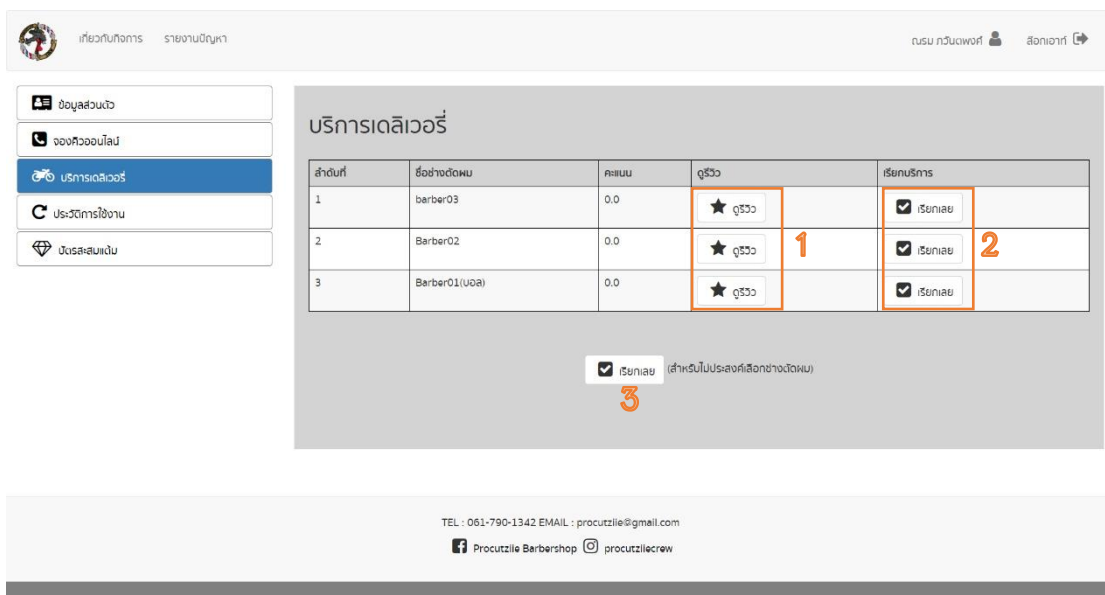 เกี่ยวกับกิจการ รายงานปัญหา ณรม ภวันตพงศ์ ล็อกเอาท์
ข้อมูลส่วนตัว
จองคิวออนไลน์
บริการเดลิเวอรี่
ประวัติการใช้งาน
บัตรสะสมแต้ม
บริการเดลิเวอรี่
ลำดับที่ ชื่อช่างตัดผม คะแนน ดูรีวิว เรียกบริการ
1 barber03 0.0 ดูรีวิว เรียกเลย
2 Barber02 0.0 ดูรีวิว 1 เรียกเลย 2
3 Barber01(บอล) 0.0 ดูรีวิว เรียกเลย
เรียกเลย (สำหรับไม่ประสงค์เลือกช่างตัดผม)
3
TEL : 061-790-1342 EMAIL : procutzlie@gmail.com
Procutzlie Barbershop procutzliecrew